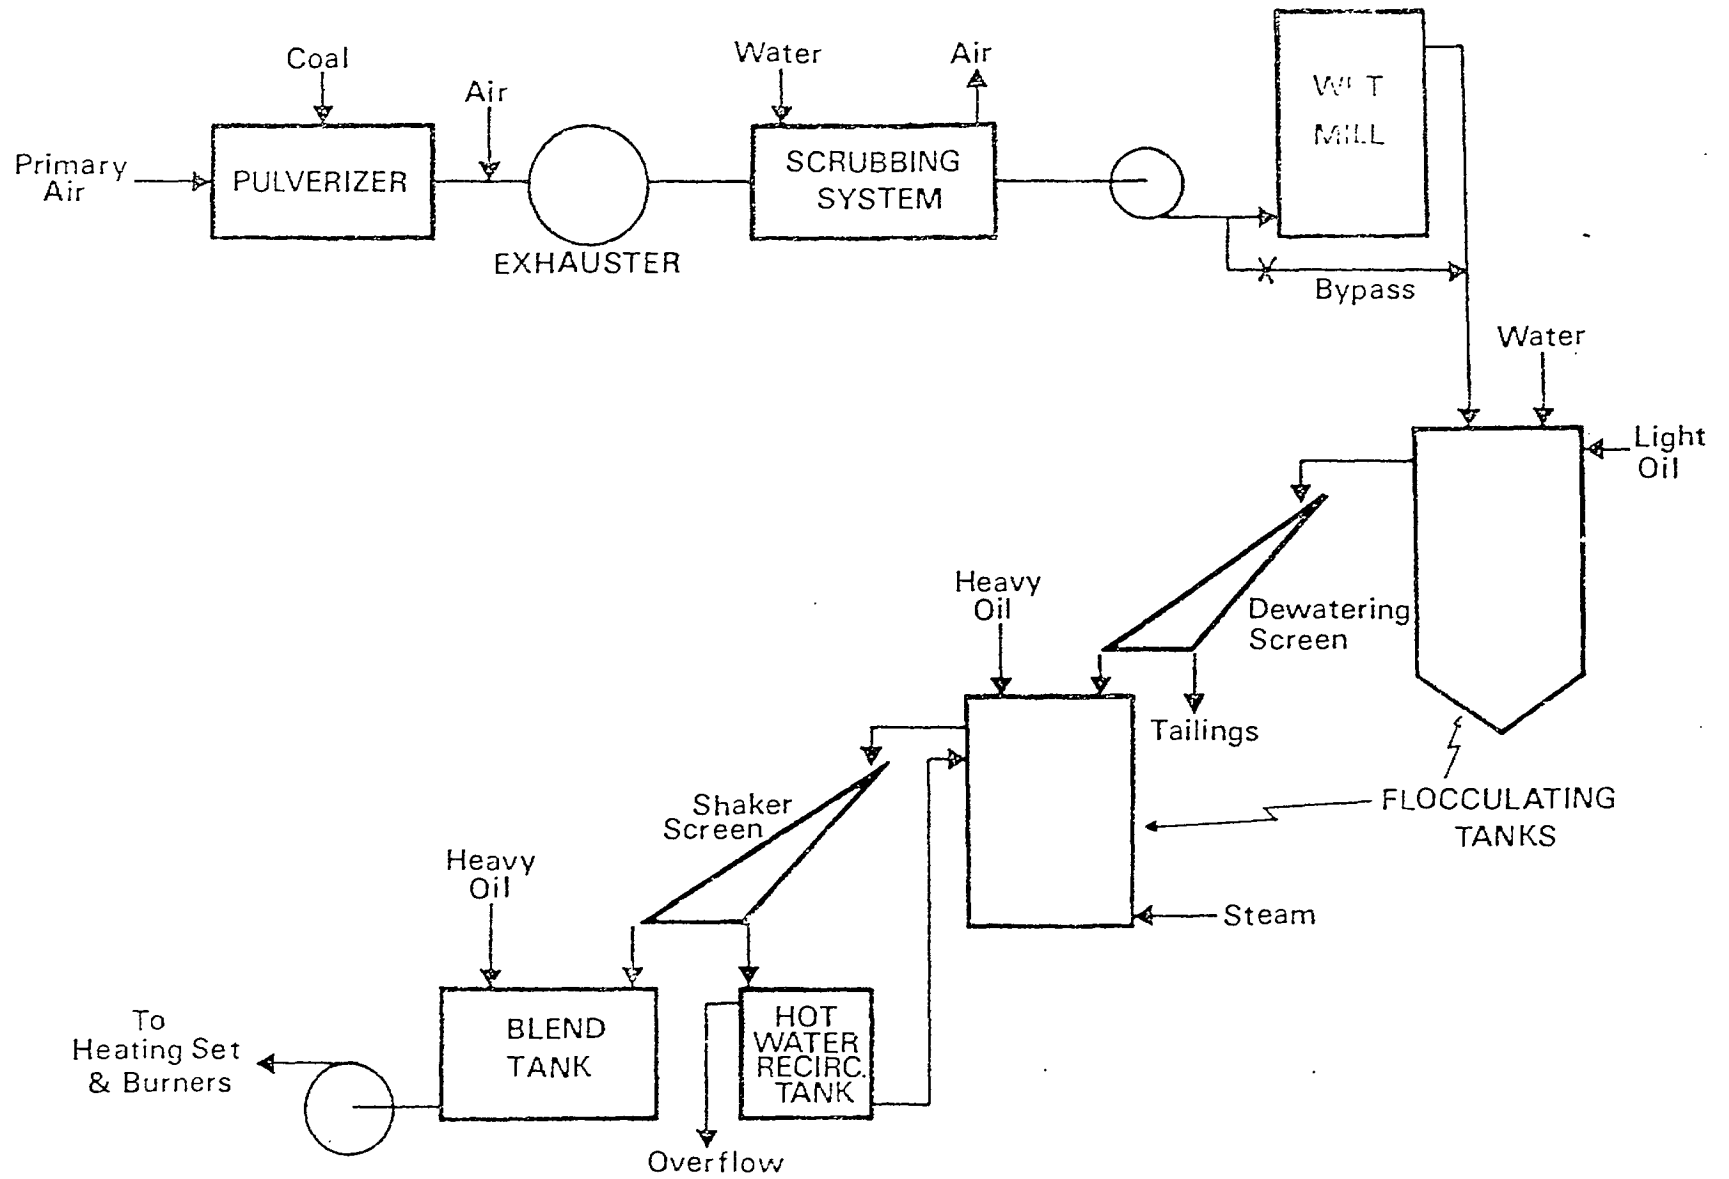 Coal
Air
Water
Air
Primary
Air
PULVERIZER
EXHAUSTER
SCRUBBING
SYSTEM
WET
MILL
Bypass
Water
Light
Oil
Dewatering
Screen
Heavy
Oil
Tailings
FLOCCULATING
TANKS
Shaker
Screen
Steam
Heavy
Oil
BLEND
TANK
HOT
WATER
RECIRC.
TANK
To
Heating Set
& Burners
Overflow